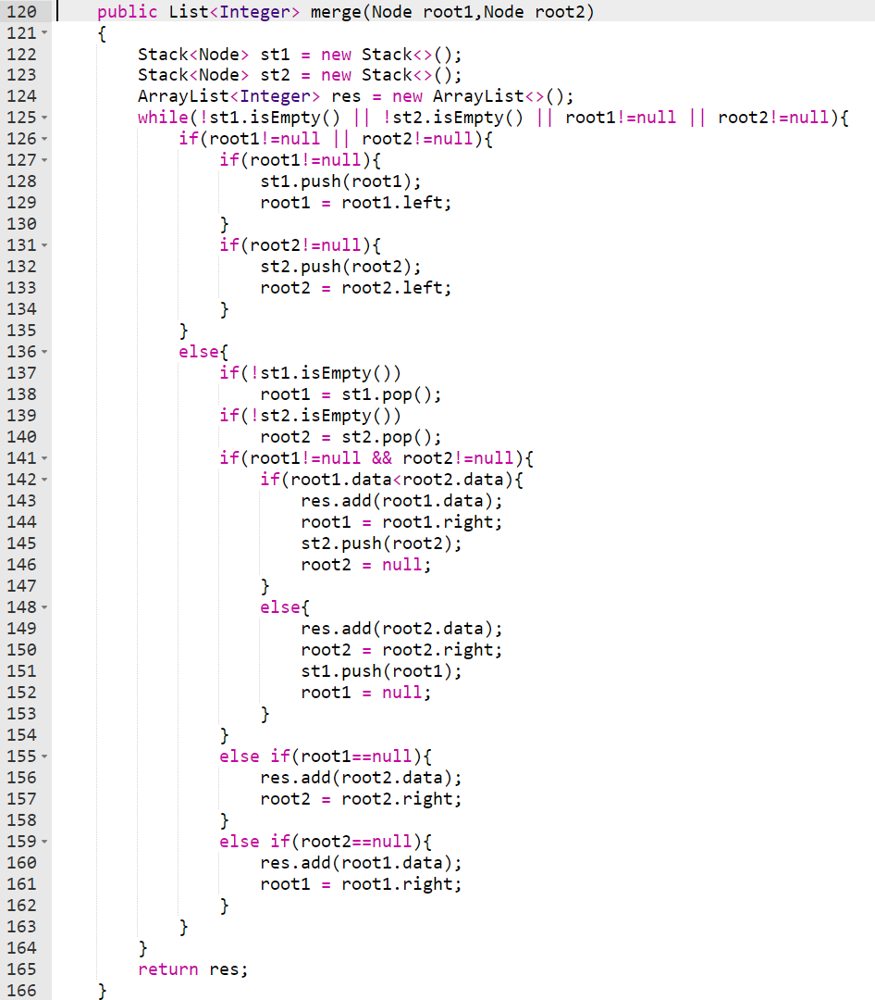 120 public List<Integer> merge(Node root1,Node root2)
121 {
122 Stack<Node> st1 = new Stack<>();
123 Stack<Node> st2 = new Stack<>();
124 ArrayList<Integer> res = new ArrayList<>();
125 while(!st1.isEmpty() || !st2.isEmpty() || root1!=null || root2!=null){
126 if(root1!=null || root2!=null){
127 if(root1!=null){
128 st1.push(root1);
129 root1 = root1.left;
130 }
131 if(root2!=null){
132 st2.push(root2);
133 root2 = root2.left;
134 }
135 }
136 else{
137 if(!st1.isEmpty())
138 root1 = st1.pop();
139 if(!st2.isEmpty())
140 root2 = st2.pop();
141 if(root1!=null && root2!=null){
142 if(root1.data<root2.data){
143 res.add(root1.data);
144 root1 = root1.right;
145 st2.push(root2);
146 root2 = null;
147 }
148 else{
149 res.add(root2.data);
150 root2 = root2.right;
151 st1.push(root1);
152 root1 = null;
153 }
154 }
155 else if(root1==null){
156 res.add(root2.data);
157 root2 = root2.right;
158 }
159 else if(root2==null){
160 res.add(root1.data);
161 root1 = root1.right;
162 }
163 }
164 }
165 return res;
166 }